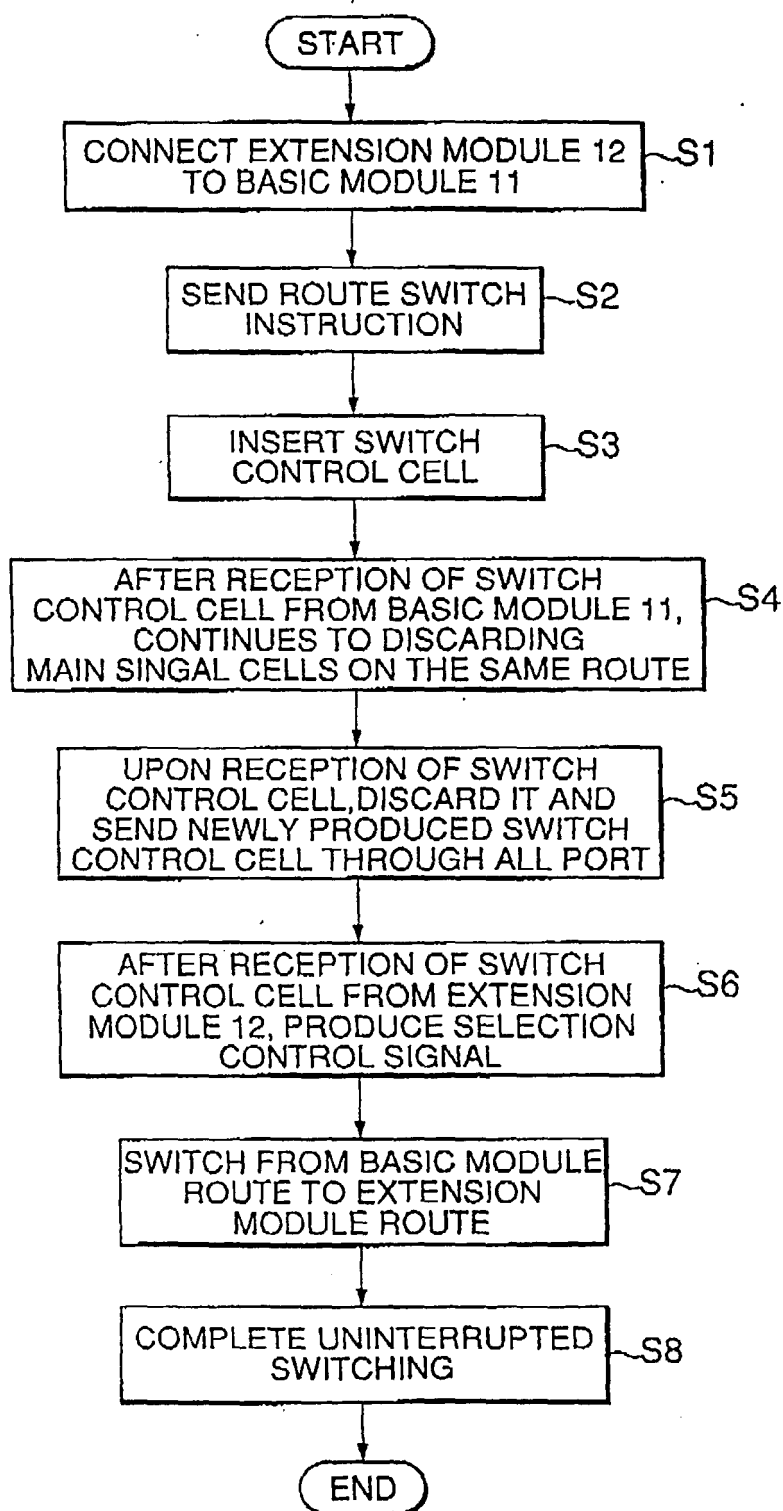 START
CONNECT EXTENSION MODULE 12
TO BASIC MODULE 11
S1
SEND ROUTE SWITCH
INSTRUCTION
S2
INSERT SWITCH
CONTROL CELL
S3
AFTER RECEPTION OF SWITCH
CONTROL CELL FROM BASIC MODULE 11,
CONTINUES TO DISCARDING
MAIN SINGAL CELLS ON THE SAME ROUTE
S4
UPON RECEPTION OF SWITCH
CONTROL CELL,DISCARD IT AND
SEND NEWLY PRODUCED SWITCH
CONTROL CELL THROUGH ALL PORT
S5
AFTER RECEPTION OF SWITCH
CONTROL CELL FROM EXTENSION
MODULE 12, PRODUCE SELECTION
CONTROL SIGNAL
S6
SWITCH FROM BASIC MODULE
ROUTE TO EXTENSION
MODULE ROUTE
S7
COMPLETE UNINTERRUPTED
SWITCHING
S8
END